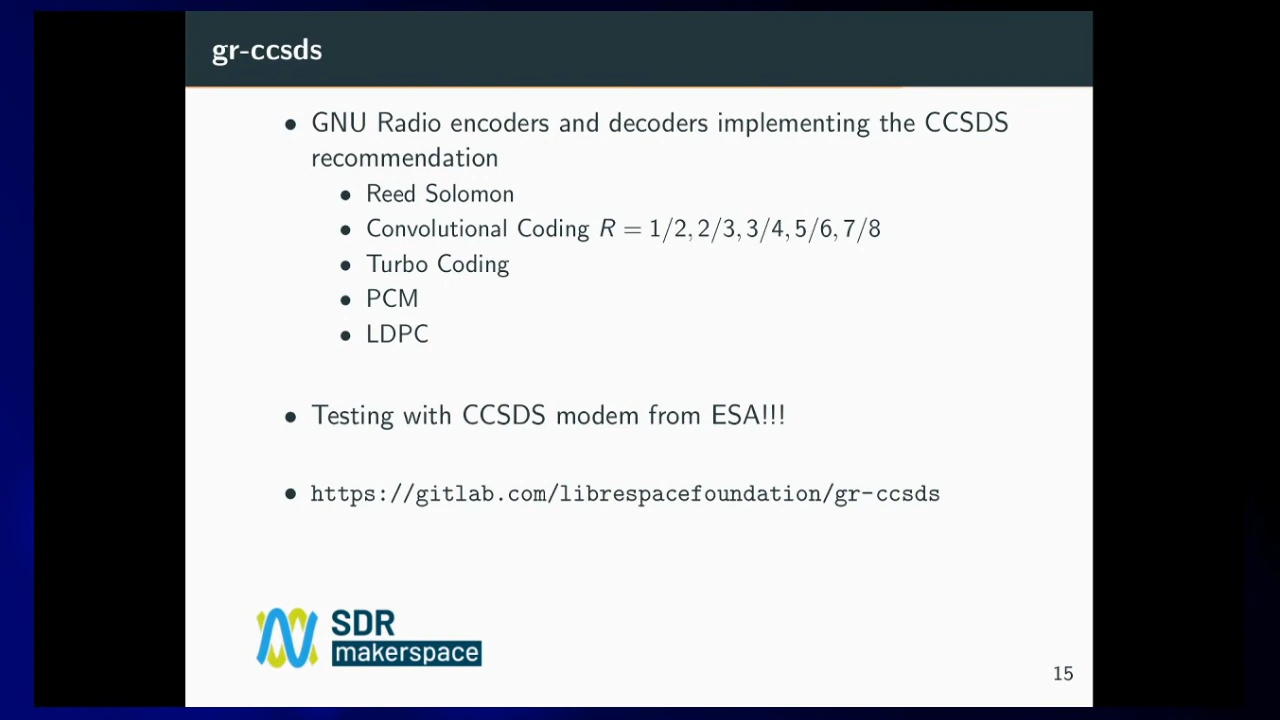 gr-ccsds
• GNU Radio encoders and decoders implementing the CCSDS
recommendation
• Reed Solomon
• Convolutional Coding R = 1/2, 2/3, 3/4, 5/6, 7/8
• Turbo Coding
• PCM
• LDPC
• Testing with CCSDS modem from ESA!!!
• https://gitlab.com/librespacefoundation/gr-ccsds
SDR
makerspace
15